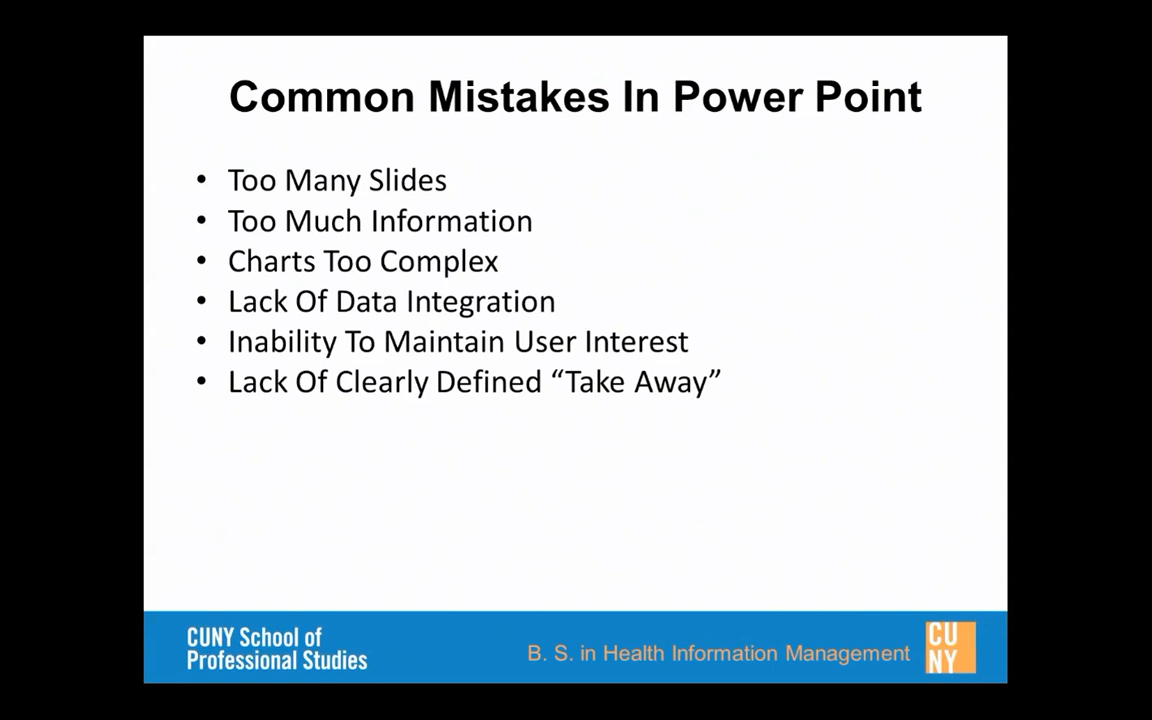 Common Mistakes In Power Point
• Too Many Slides
• Too Much Information
• Charts Too Complex
• Lack Of Data Integration
• Inability To Maintain User Interest
• Lack Of Clearly Defined “Take Away”
CUNY School of
Professional Studies
B. S. in Health Information Management
CU
NY